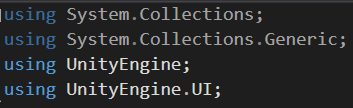 using System.Collections;
using System.Collections.Generic;
using UnityEngine;
using UnityEngine.UI;